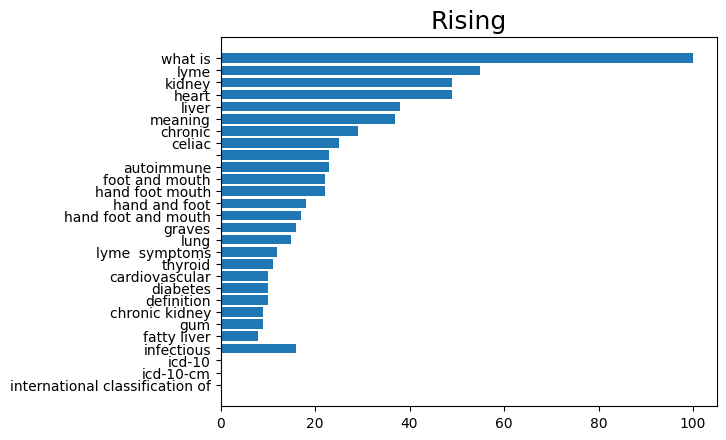 Rising
what is
lyme
kidney
heart
liver
meaning
chronic
celiac
autoimmune
foot and mouth
hand foot mouth
hand and foot
hand foot and mouth
graves
lung
lyme  symptoms
thyroid
cardiovascular
diabetes
definition
chronic kidney
gum
fatty liver
infectious
icd-10
icd-10-cm
international classification of
0 20 40 60 80 100